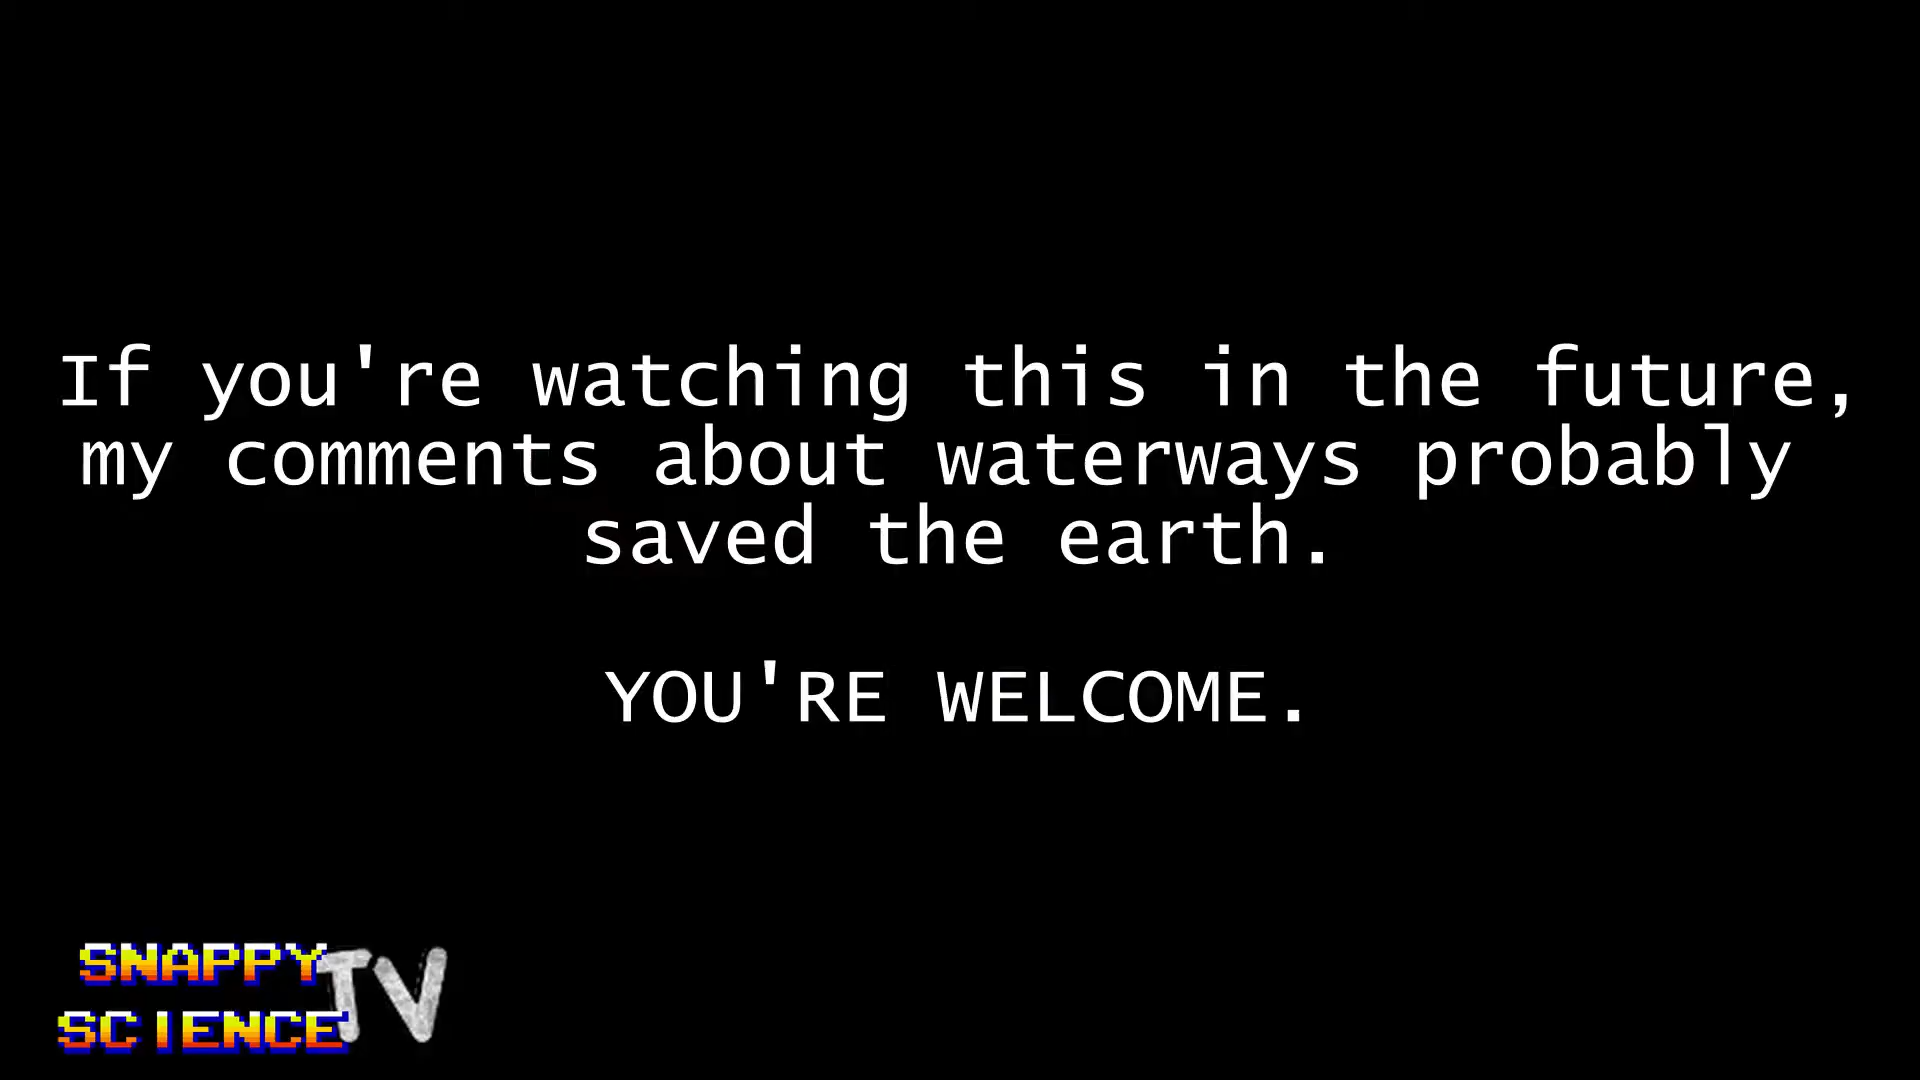 If you're watching this in the future,
my comments about waterways probably
saved the earth.
YOU'RE WELCOME.
SNAPPY
SCIENCE
TV